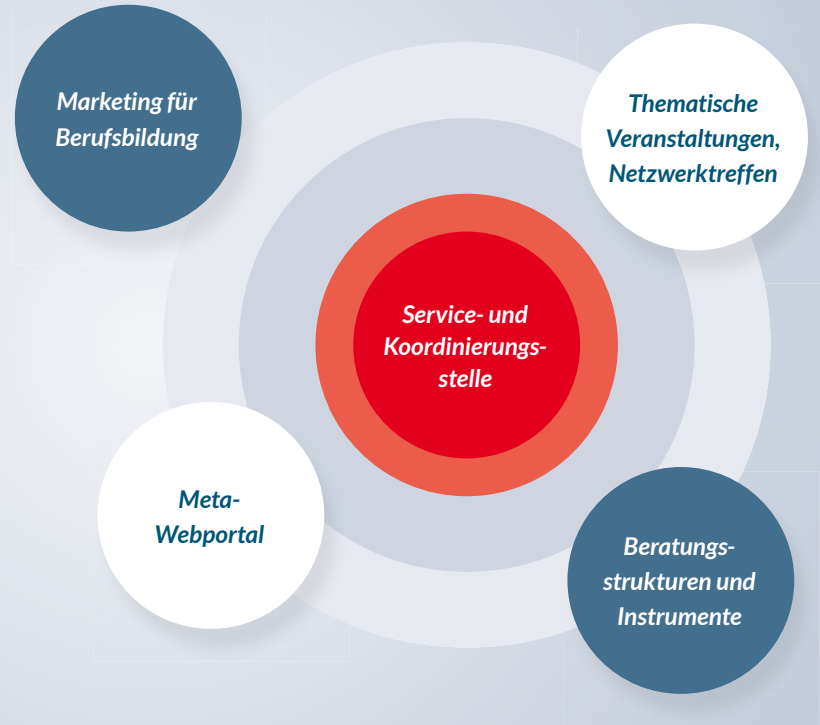 Marketing für
Berufsbildung
Thematische
Veranstaltungen,
Netzwerktreffen
Service- und
Koordinierungs-
stelle
Meta-
Webportal
Beratungs-
strukturen und
Instrumente